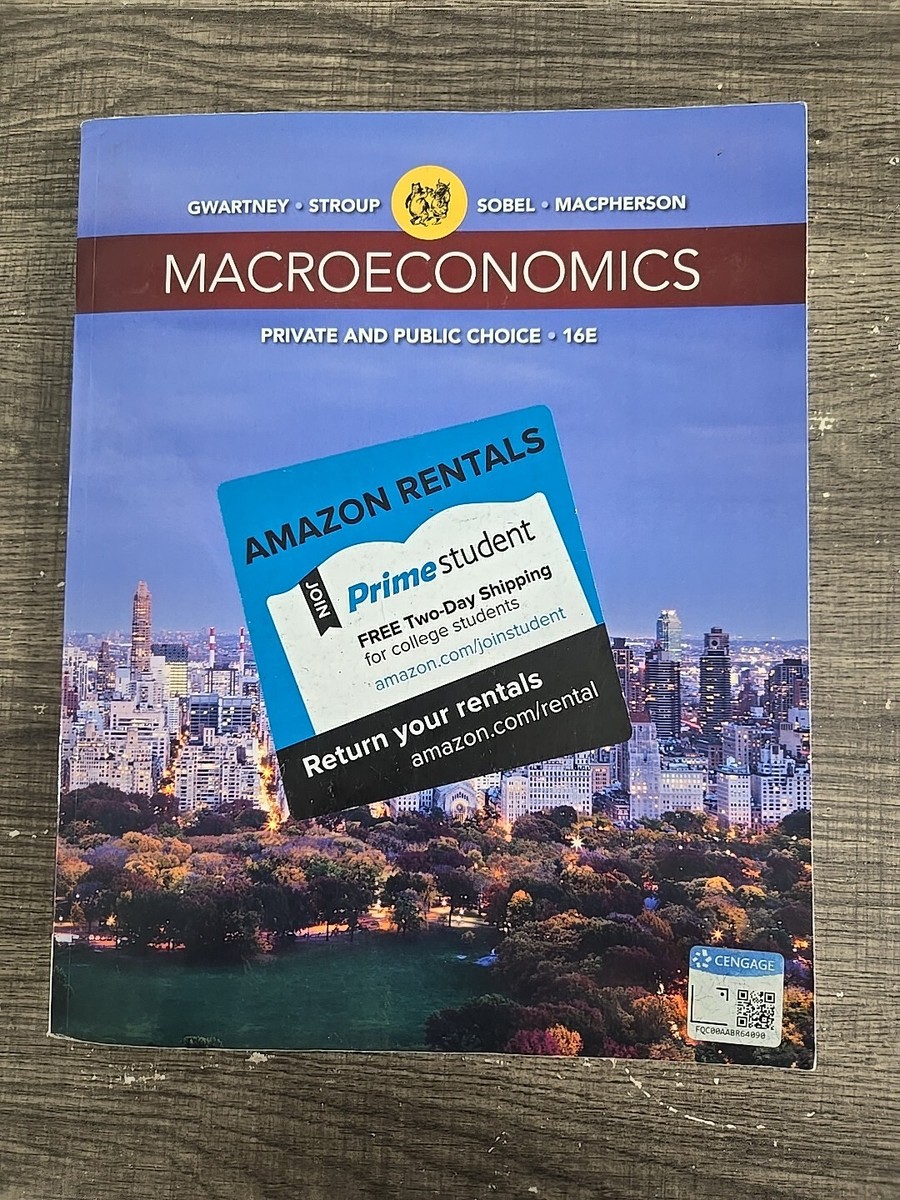 GWARTNEY • STROUP SOBEL • MACPHERSON
MACROECONOMICS
PRIVATE AND PUBLIC CHOICE • 16E
AMAZON RENTALS
JOIN
Prime student
FREE Two-Day Shipping
for college students
amazon.com/joinstudent
Return your rentals
amazon.com/rental
CENGAGE
FQC00AABR64090